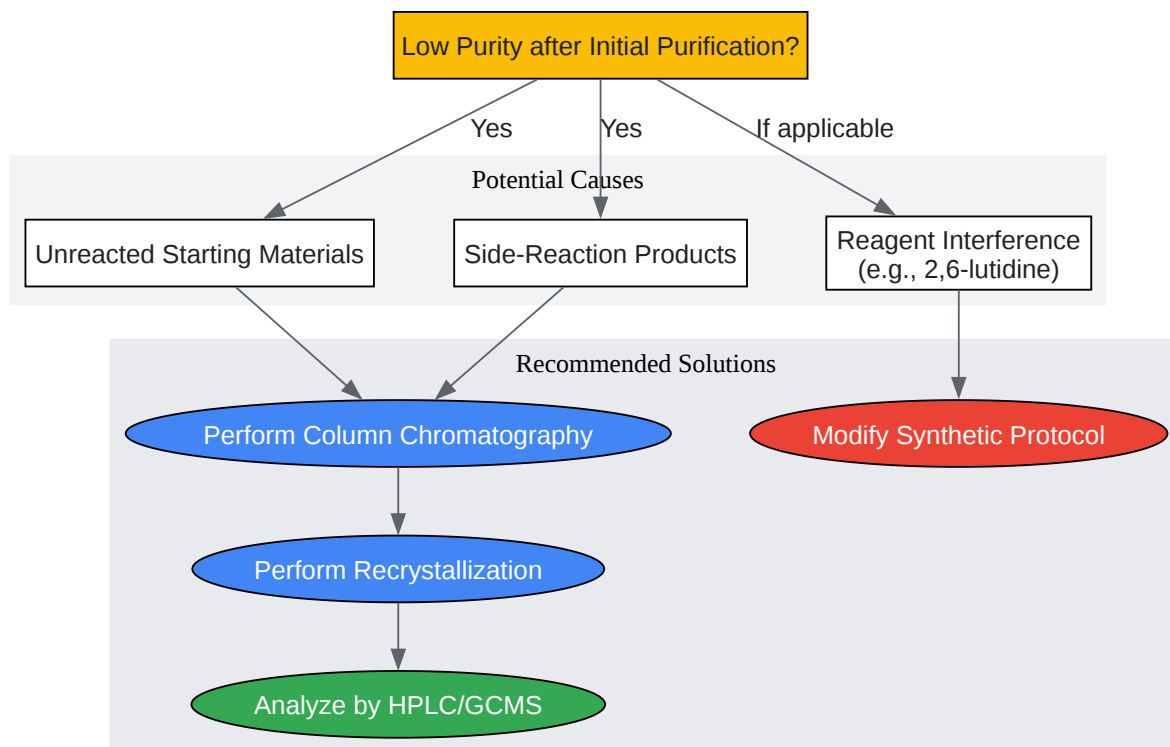 Low Purity after Initial Purification?
Yes
Yes
If applicable
Potential Causes
Unreacted Starting Materials
Side-Reaction Products
Reagent Interference
(e.g., 2,6-lutidine)
Recommended Solutions
Perform Column Chromatography
Modify Synthetic Protocol
Perform Recrystallization
Analyze by HPLC/GCMS